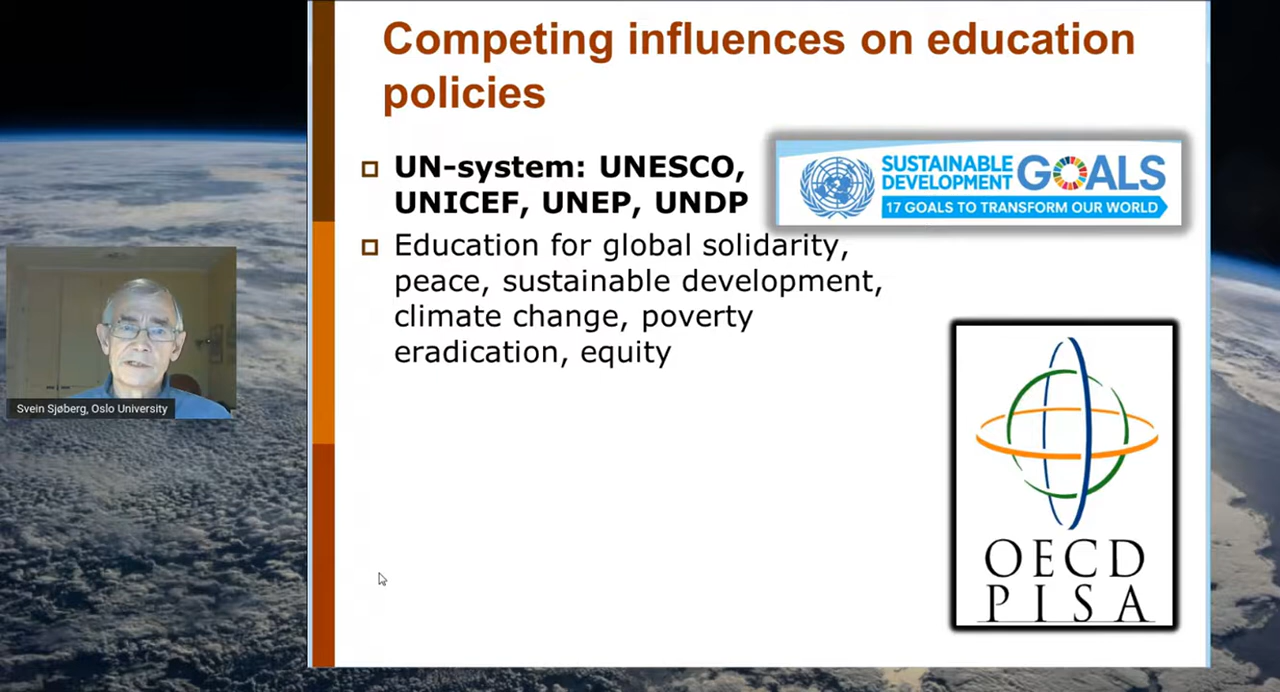 Competing influences on education
policies
UN-system: UNESCO,
UNICEF, UNEP, UNDP
SUSTAINABLE
DEVELOPMENT
GOALS
17 GOALS TO TRANSFORM OUR WORLD
Education for global solidarity,
peace, sustainable development,
climate change, poverty
eradication, equity
Svein Sjøberg, Oslo University
OECD
PISA